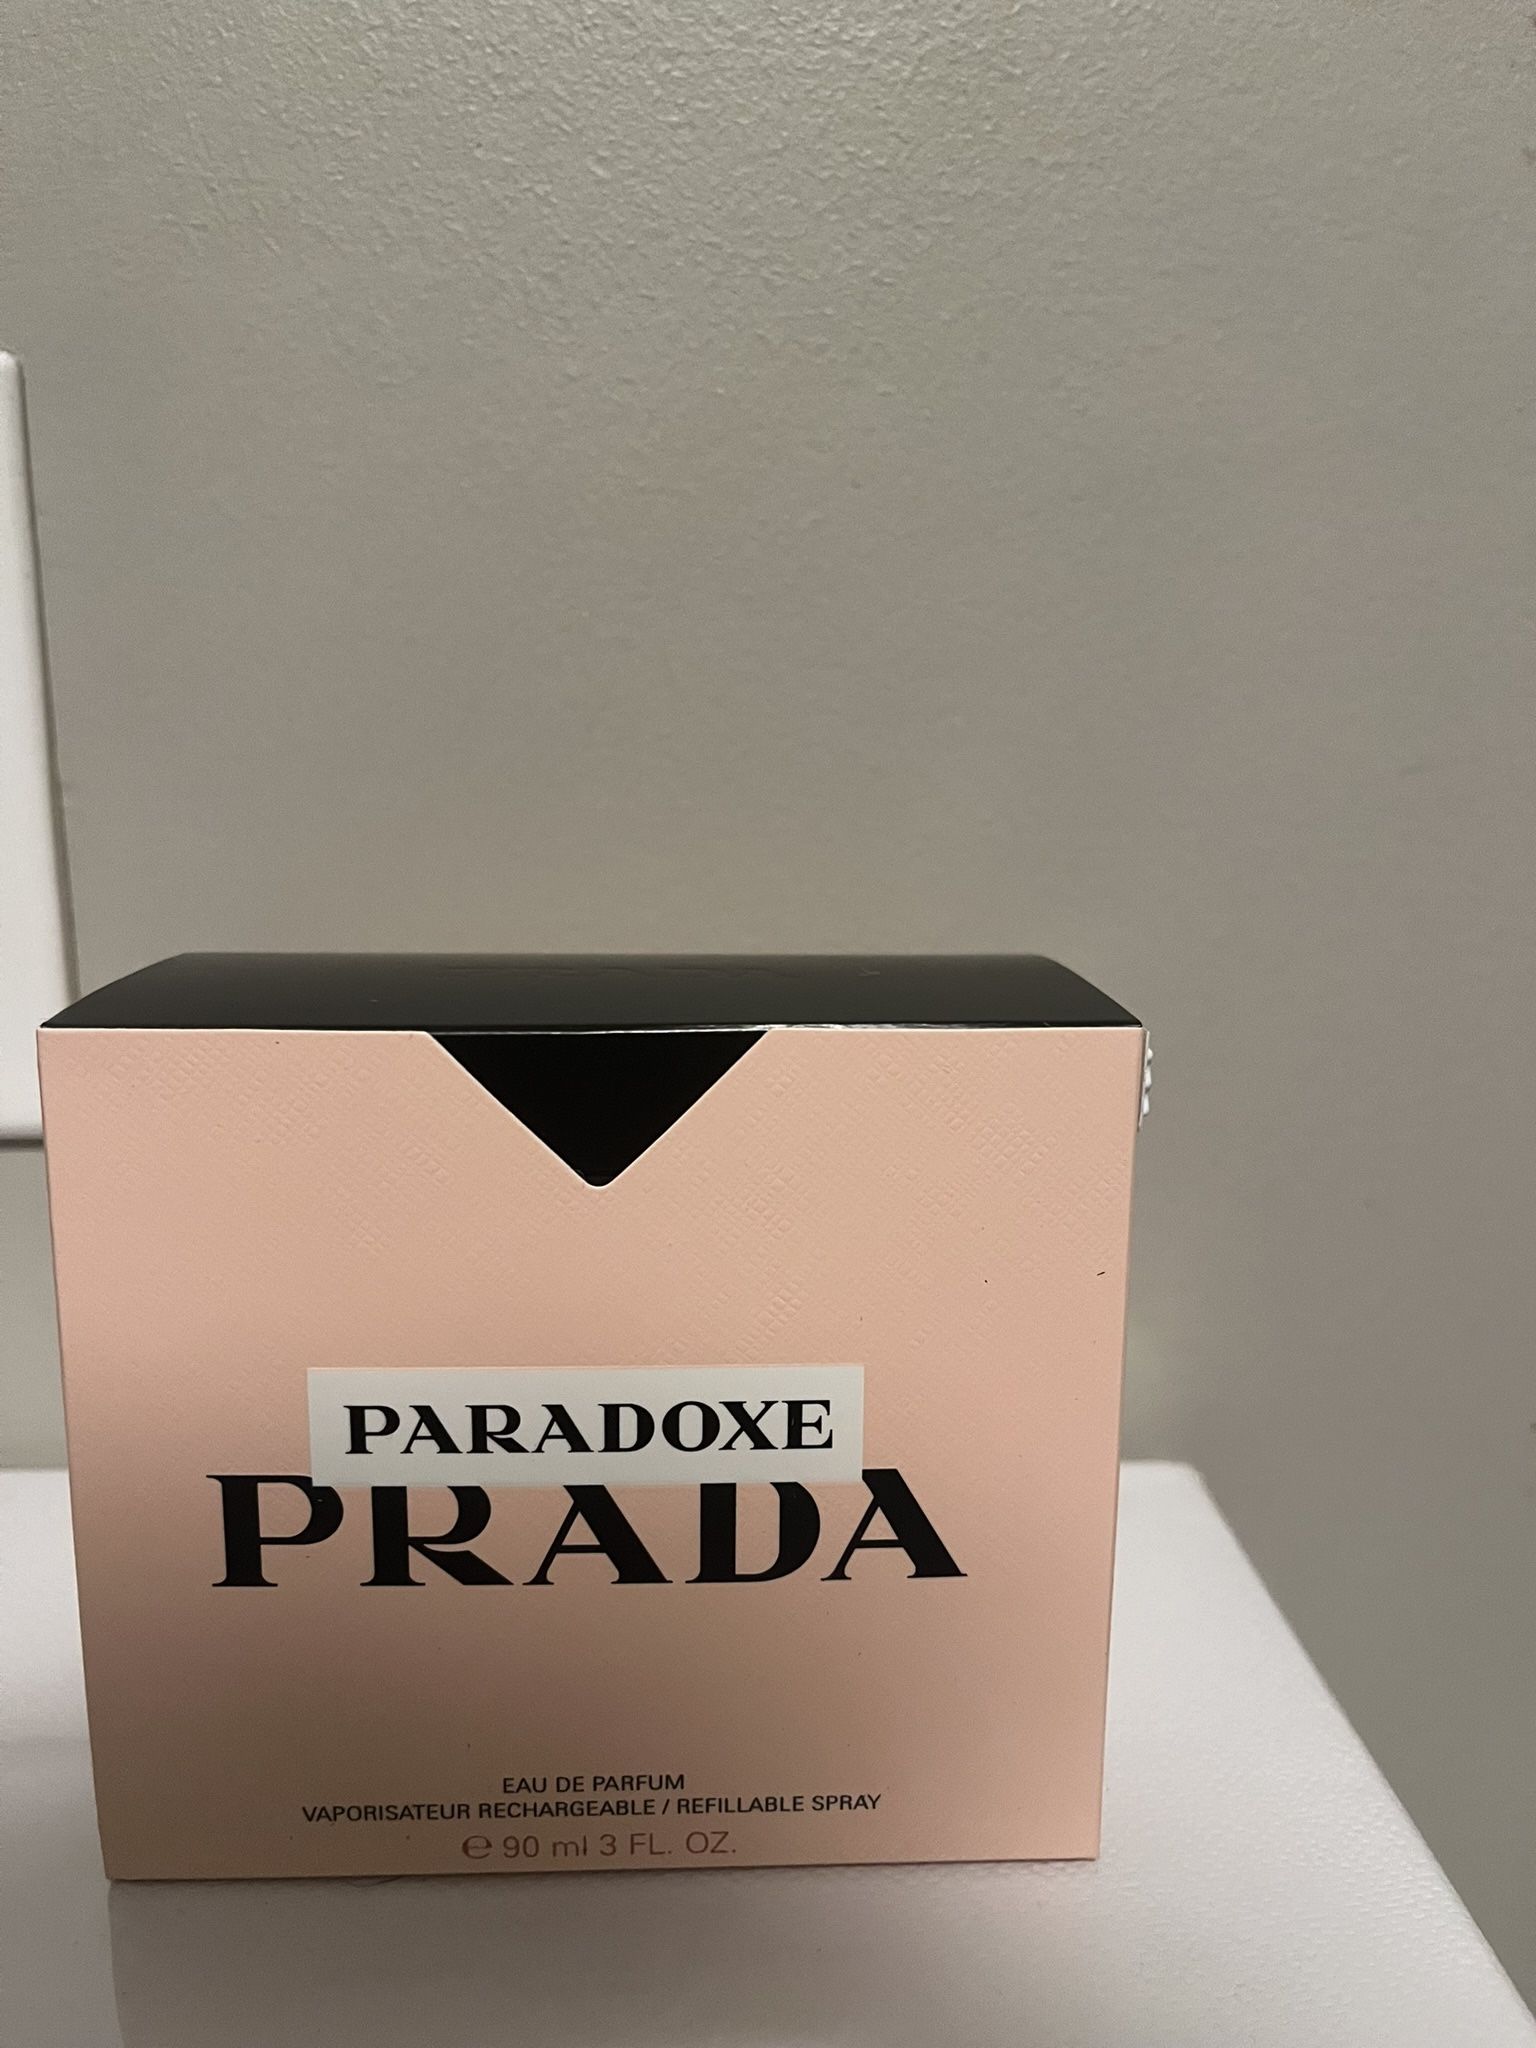 PARADOXE
PRADA
EAU DE PARFUM
VAPORISATEUR RECHARGEABLE / REFILLABLE SPRAY
℮ 90 ml 3 FL. OZ.